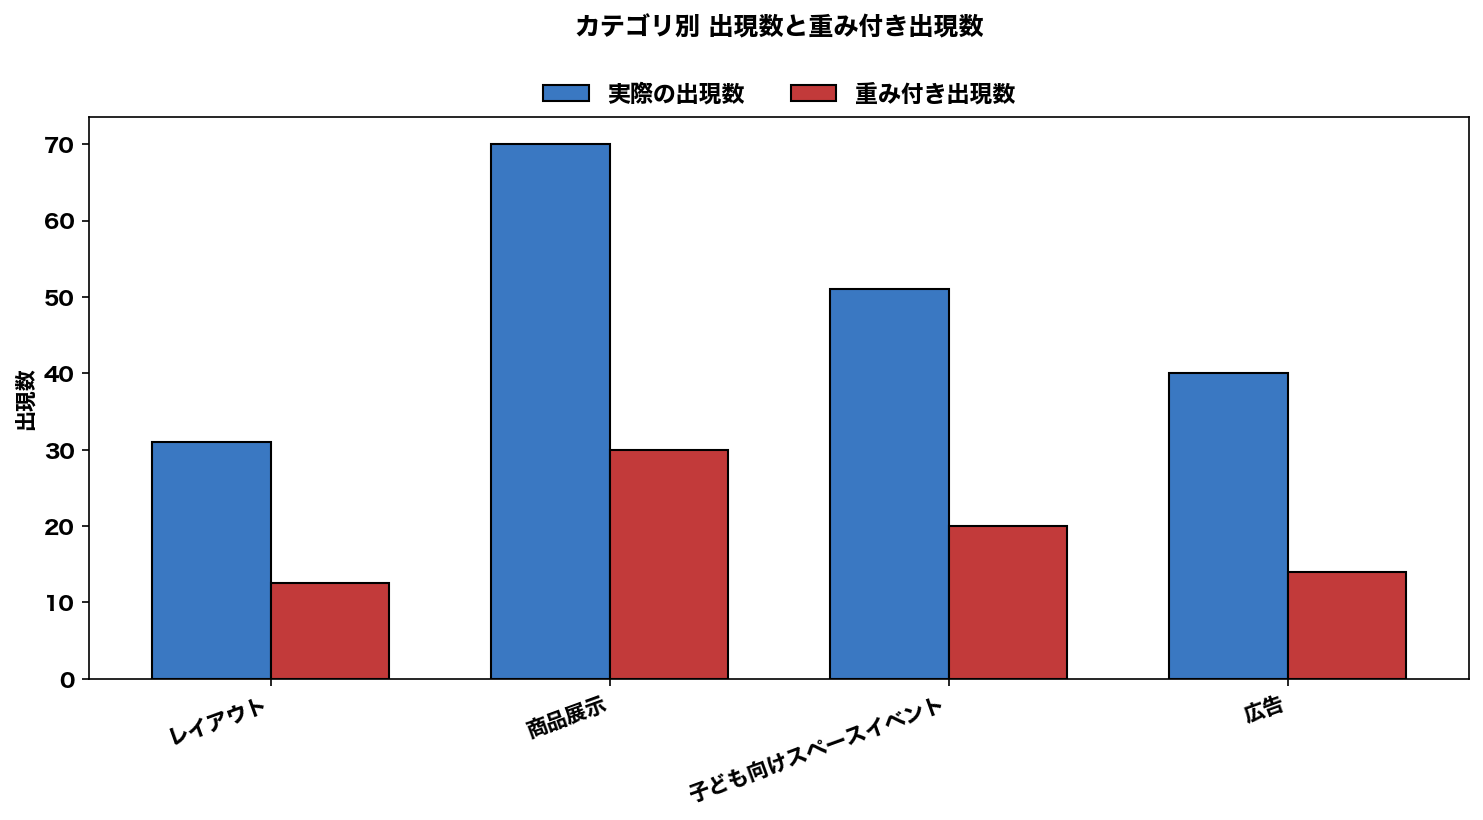 カテゴリ別 出現数と重み付き出現数
実際の出現数
重み付き出現数
出現数
70
60
50
40
30
20
10
0
レイアウト
商品展示
子ども向けスペースイベント
広告